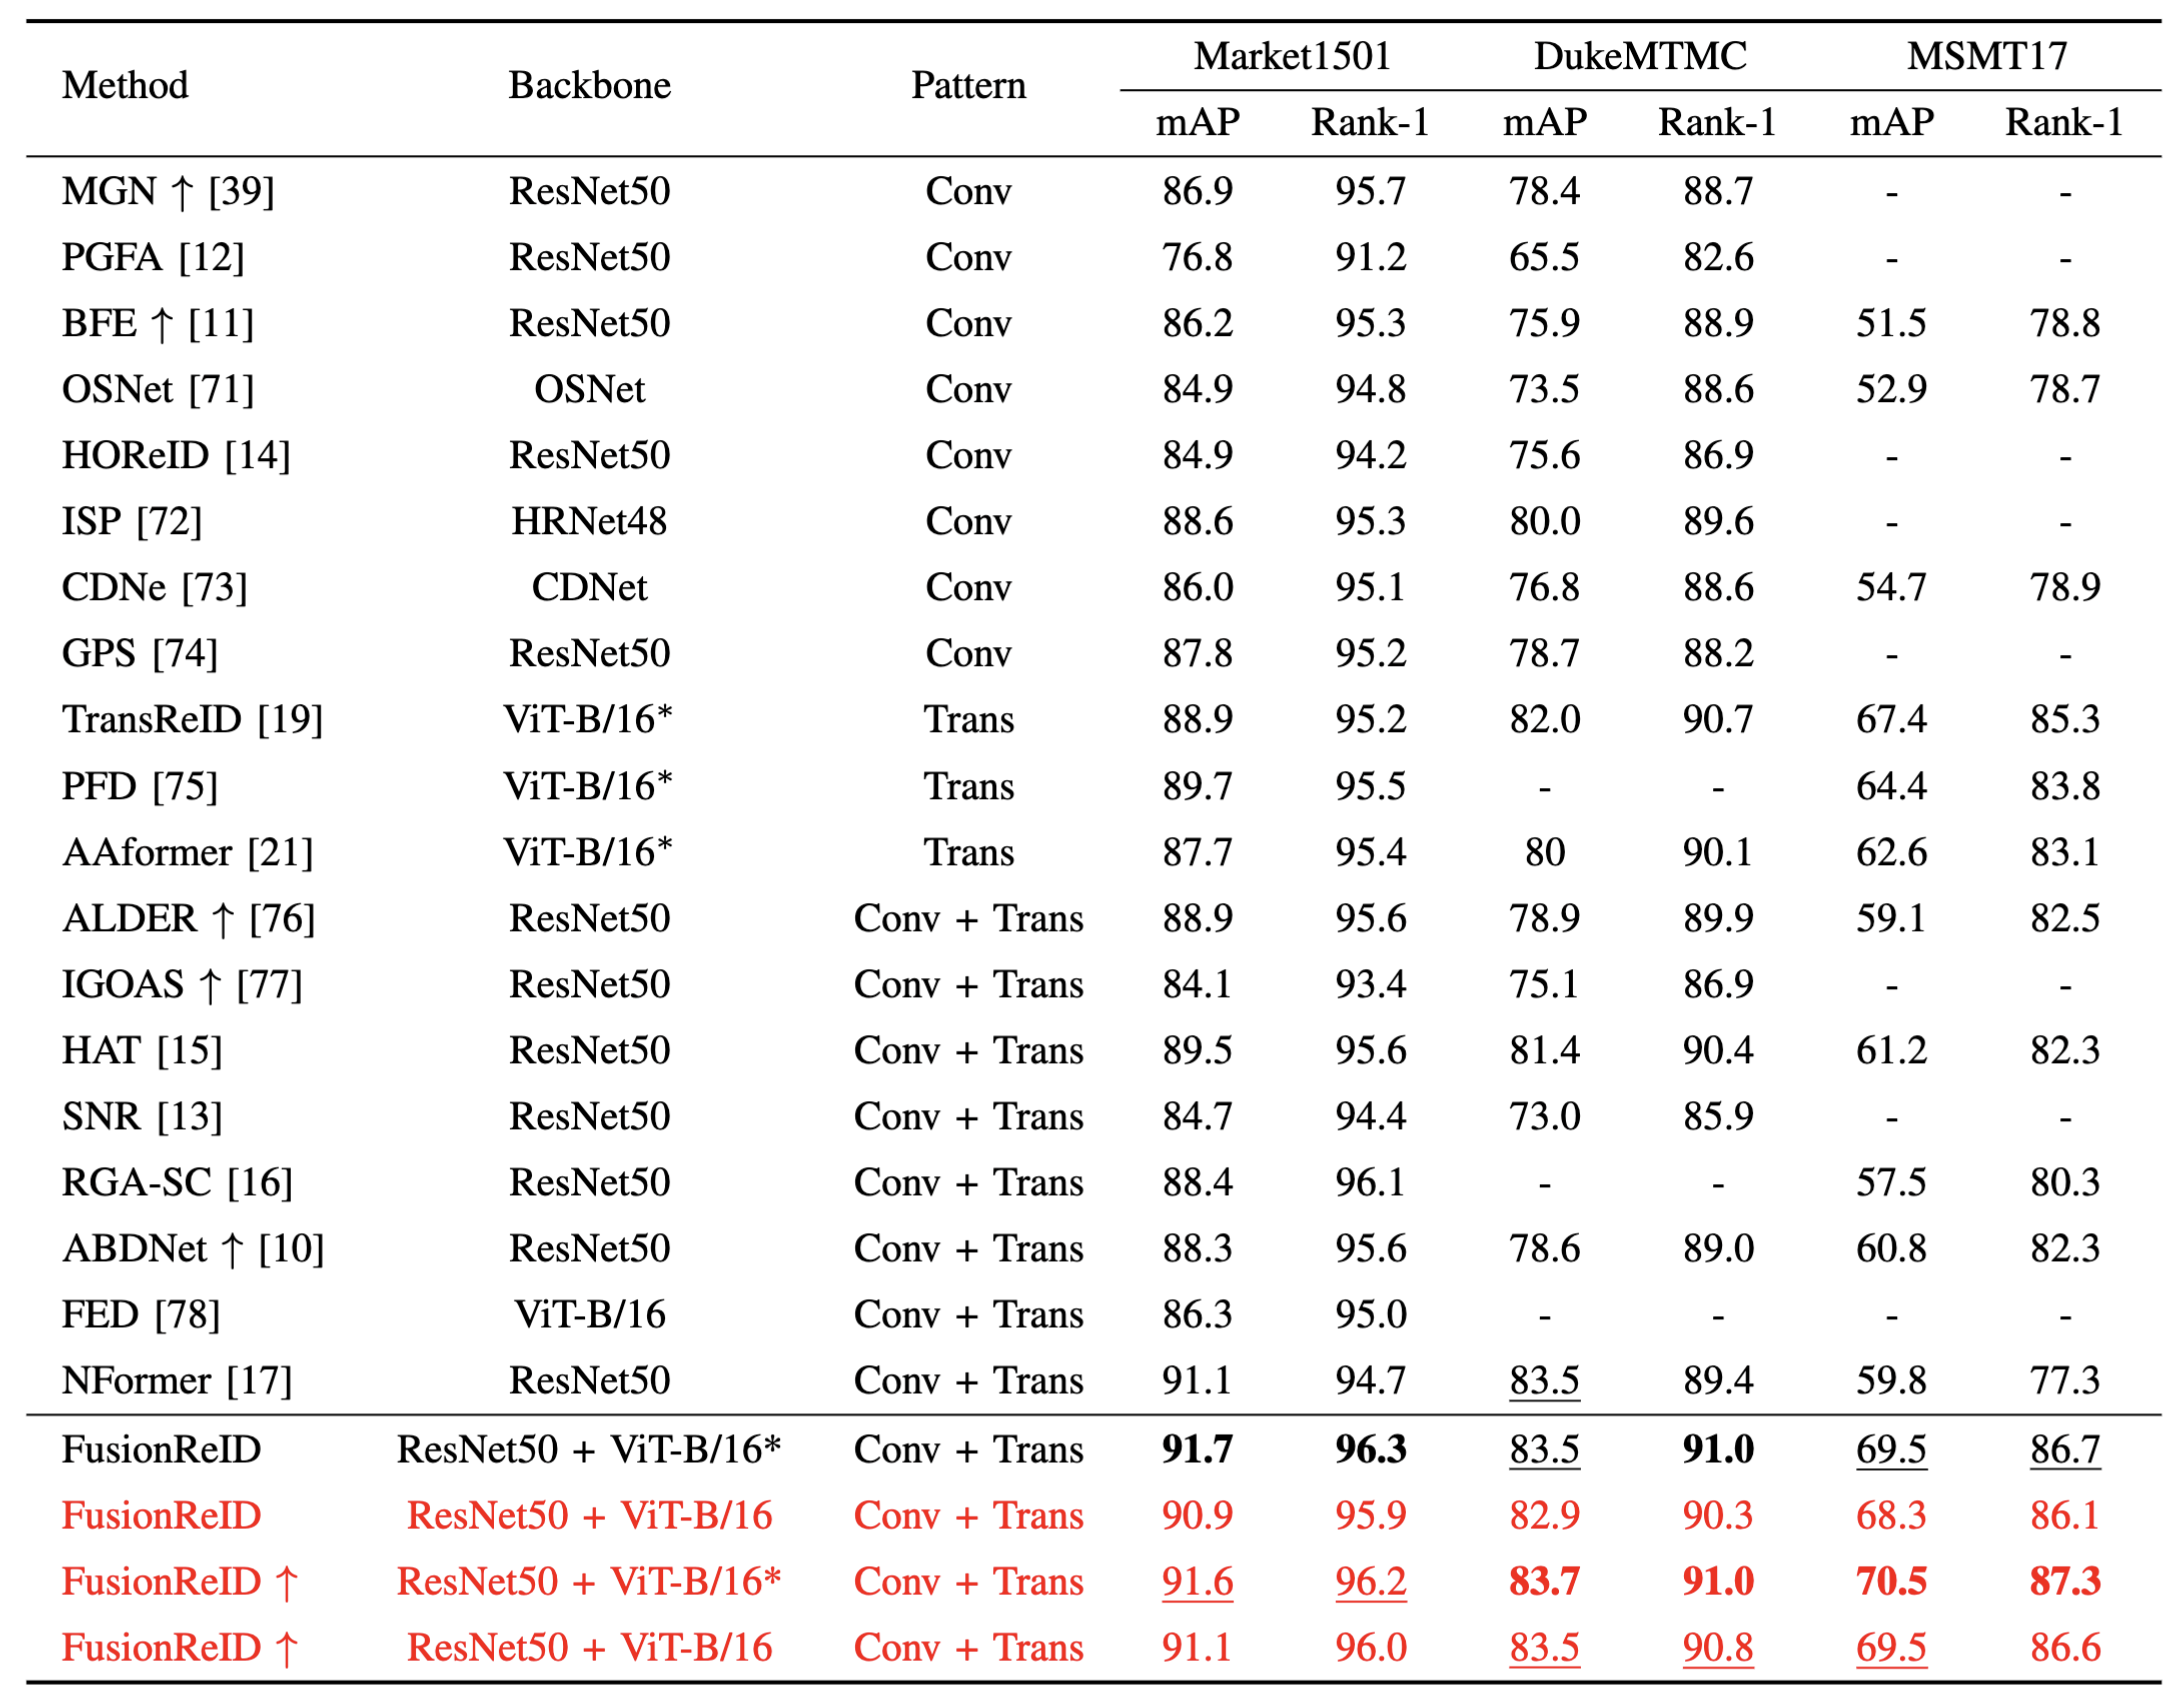 Method Backbone Pattern Market1501 DukeMTMC MSMT17
mAP Rank-1 mAP Rank-1 mAP Rank-1
MGN ↑ [39] ResNet50 Conv 86.9 95.7 78.4 88.7 - -
PGFA [12] ResNet50 Conv 76.8 91.2 65.5 82.6 - -
BFE ↑ [11] ResNet50 Conv 86.2 95.3 75.9 88.9 51.5 78.8
OSNet [71] OSNet Conv 84.9 94.8 73.5 88.6 52.9 78.7
HOReID [14] ResNet50 Conv 84.9 94.2 75.6 86.9 - -
ISP [72] HRNet48 Conv 88.6 95.3 80.0 89.6 - -
CDNe [73] CDNet Conv 86.0 95.1 76.8 88.6 54.7 78.9
GPS [74] ResNet50 Conv 87.8 95.2 78.7 88.2 - -
TransReID [19] ViT-B/16* Trans 88.9 95.2 82.0 90.7 67.4 85.3
PFD [75] ViT-B/16* Trans 89.7 95.5 - - 64.4 83.8
AAformer [21] ViT-B/16* Trans 87.7 95.4 80 90.1 62.6 83.1
ALDER ↑ [76] ResNet50 Conv + Trans 88.9 95.6 78.9 89.9 59.1 82.5
IGOAS ↑ [77] ResNet50 Conv + Trans 84.1 93.4 75.1 86.9 - -
HAT [15] ResNet50 Conv + Trans 89.5 95.6 81.4 90.4 61.2 82.3
SNR [13] ResNet50 Conv + Trans 84.7 94.4 73.0 85.9 - -
RGA-SC [16] ResNet50 Conv + Trans 88.4 96.1 - - 57.5 80.3
ABDNet ↑ [10] ResNet50 Conv + Trans 88.3 95.6 78.6 89.0 60.8 82.3
FED [78] ViT-B/16 Conv + Trans 86.3 95.0 - - - -
NFormer [17] ResNet50 Conv + Trans 91.1 94.7 83.5 89.4 59.8 77.3
FusionReID ResNet50 + ViT-B/16* Conv + Trans 91.7 96.3 83.5 91.0 69.5 86.7
FusionReID ResNet50 + ViT-B/16 Conv + Trans 90.9 95.9 82.9 90.3 68.3 86.1
FusionReID ↑ ResNet50 + ViT-B/16* Conv + Trans 91.6 96.2 83.7 91.0 70.5 87.3
FusionReID ↑ ResNet50 + ViT-B/16 Conv + Trans 91.1 96.0 83.5 90.8 69.5 86.6